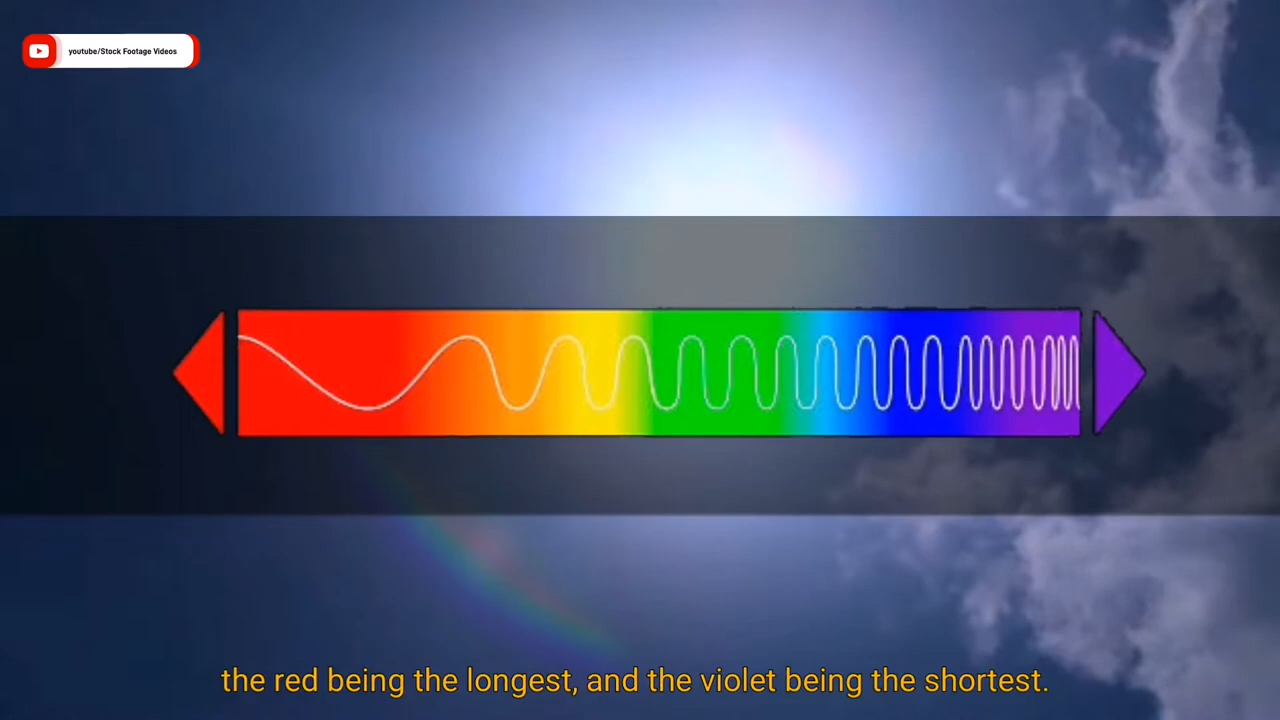 youtube/Stock Footage Videos
the red being the longest, and the violet being the shortest.